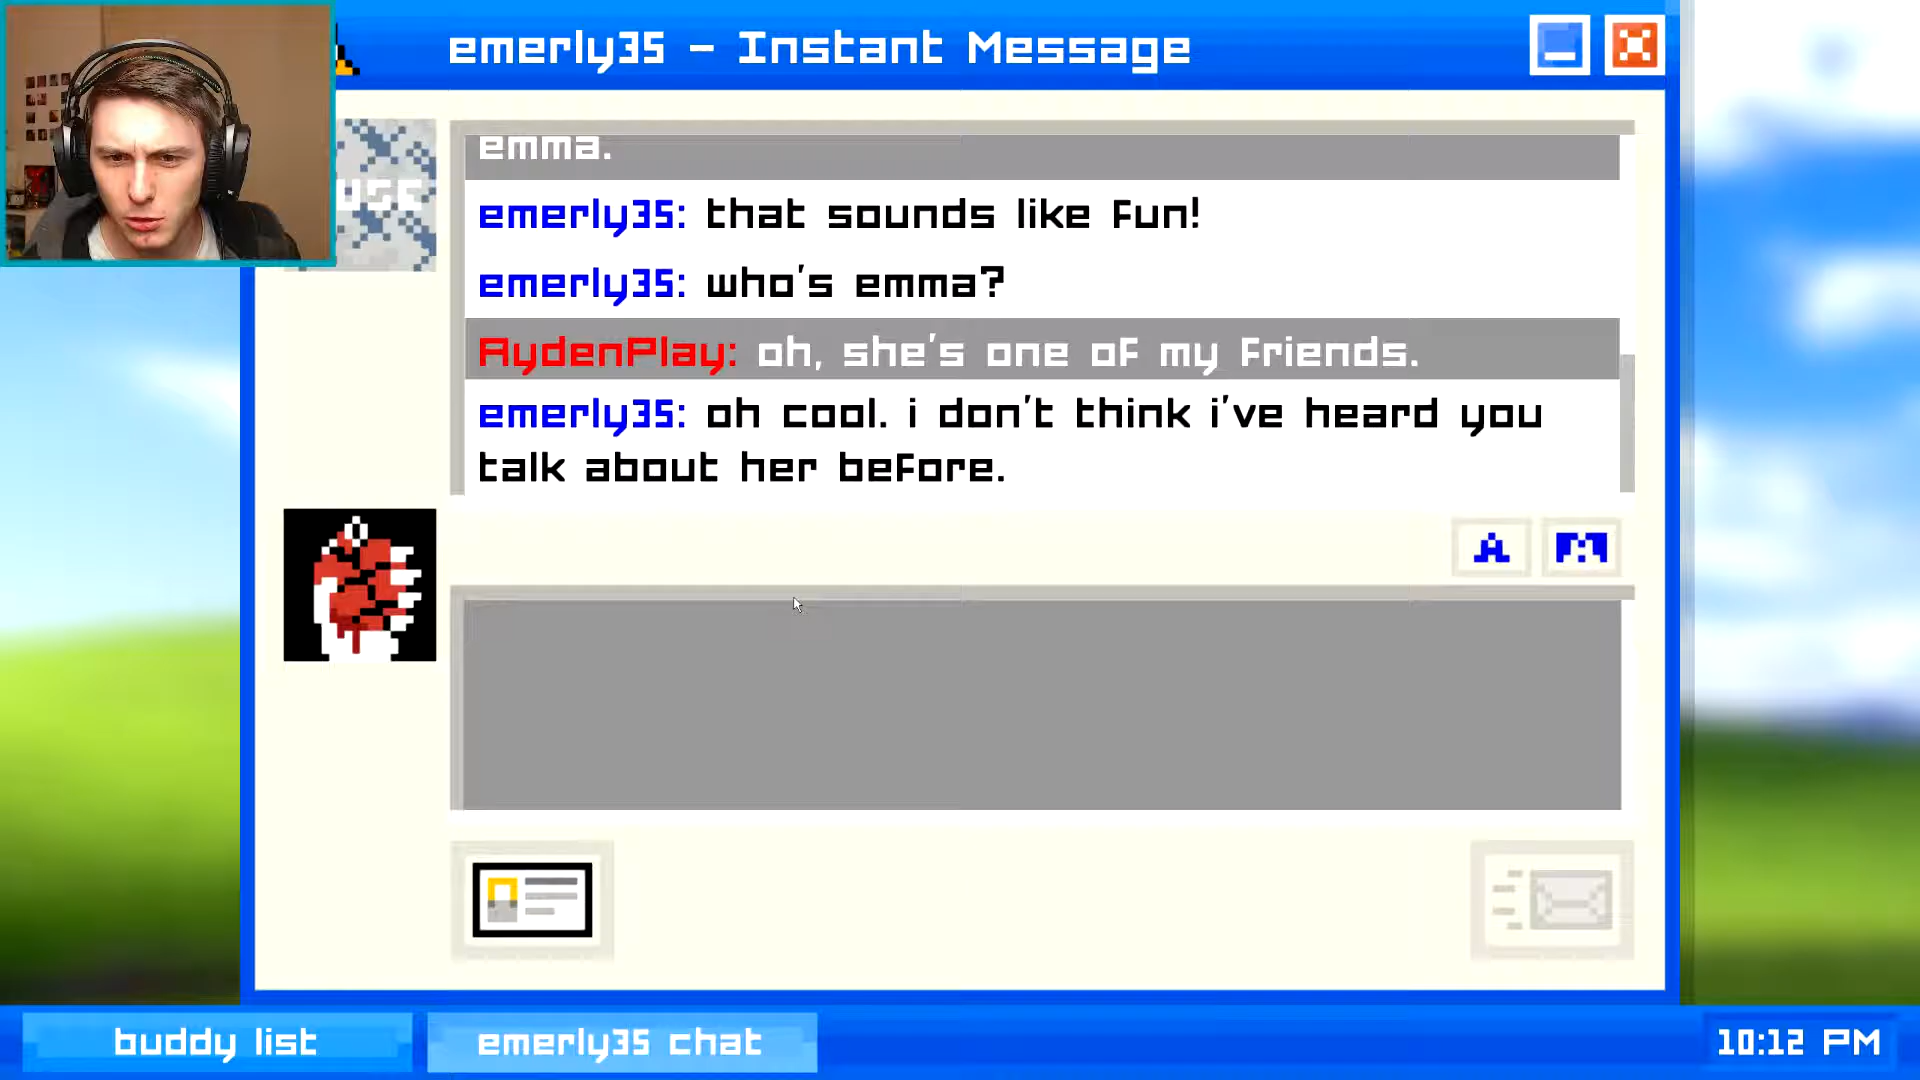 emerly35 - Instant Message
emma.
emerly35: that sounds like fun!
emerly35: who's emma?
AydenPlay: oh, she's one of my friends.
emerly35: oh cool. i don't think i've heard you
talk about her before.
A
buddy list
emerly35 chat
10:12 PM